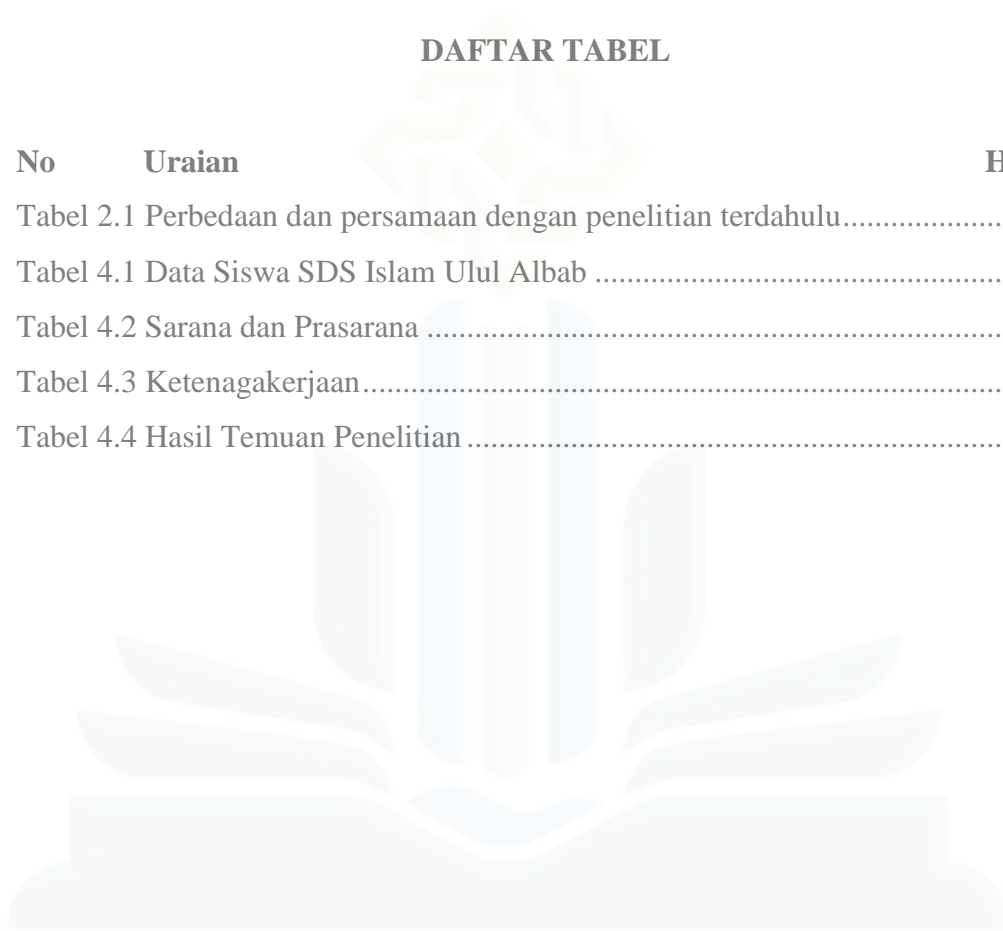 DAFTAR TABEL
No Uraian H
Tabel 2.1 Perbedaan dan persamaan dengan penelitian terdahulu....................
Tabel 4.1 Data Siswa SDS Islam Ulul Albab ....................................................
Tabel 4.2 Sarana dan Prasarana ..........................................................................
Tabel 4.3 Ketenagakerjaan...................................................................................
Tabel 4.4 Hasil Temuan Penelitian .....................................................................